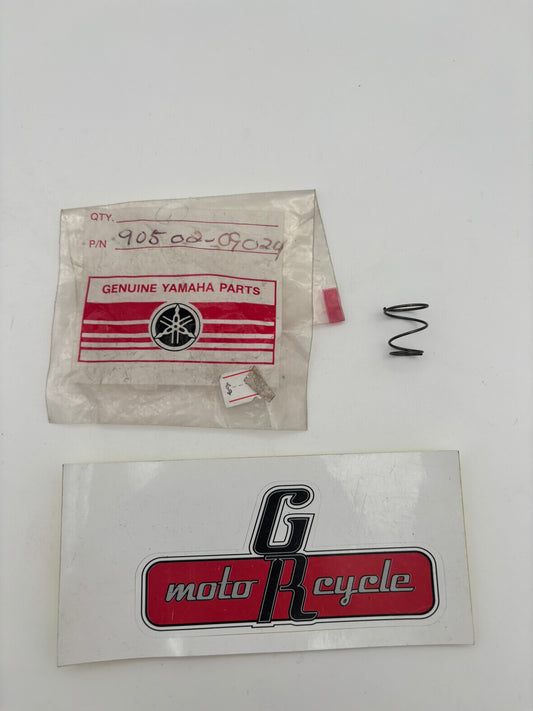 QTY.
P/N 90502-09024
GENUINE YAMAHA PARTS
$
G
moto R cycle